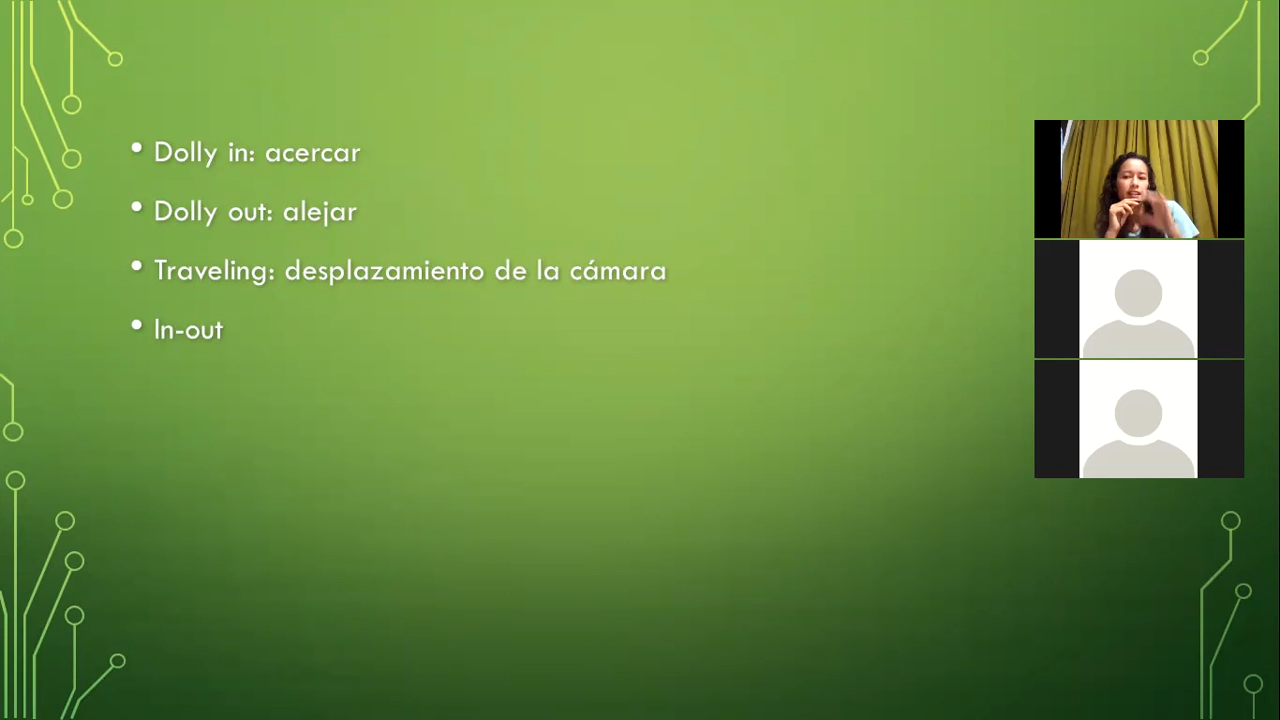 • Dolly in: acercar
• Dolly out: alejar
• Traveling: desplazamiento de la cámara
• In-out